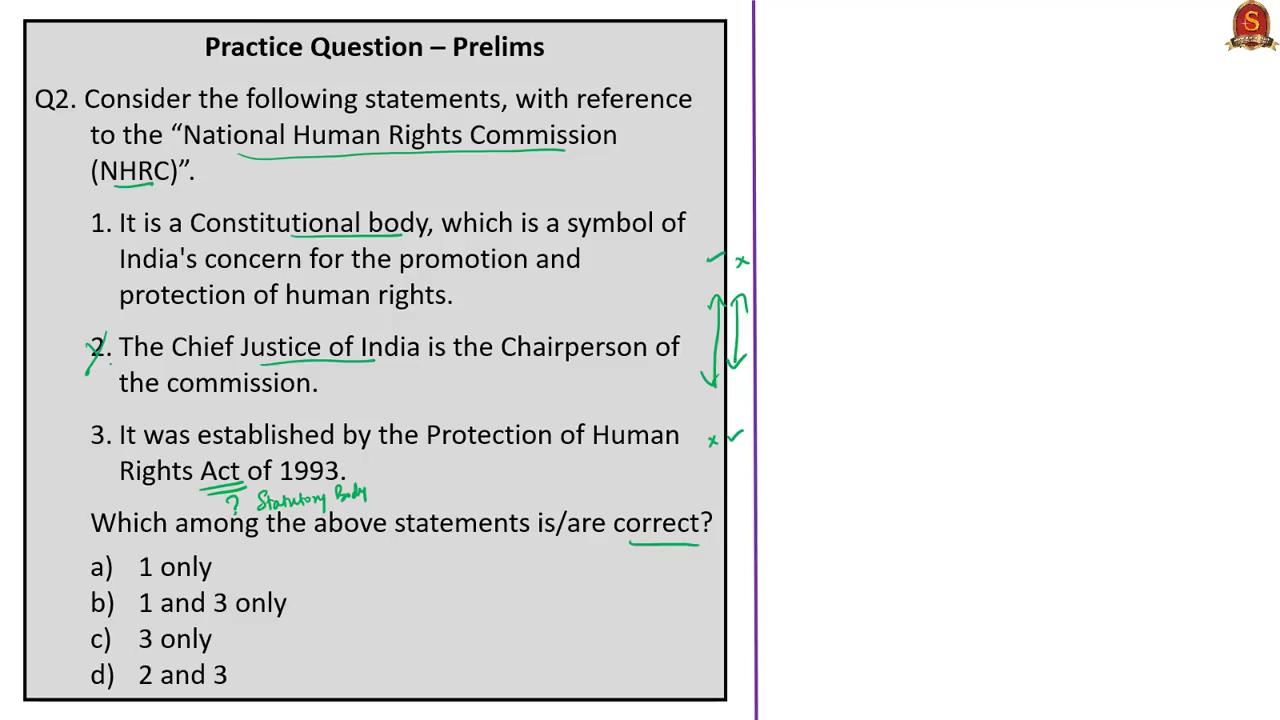 Practice Question – Prelims
Q2. Consider the following statements, with reference
to the “National Human Rights Commission
(NHRC)”.
1. It is a Constitutional body, which is a symbol of
India's concern for the promotion and
protection of human rights.
2. The Chief Justice of India is the Chairperson of
the commission.
3. It was established by the Protection of Human
Rights Act of 1993.
? Statutory Body
Which among the above statements is/are correct?
a) 1 only
b) 1 and 3 only
c) 3 only
d) 2 and 3
S